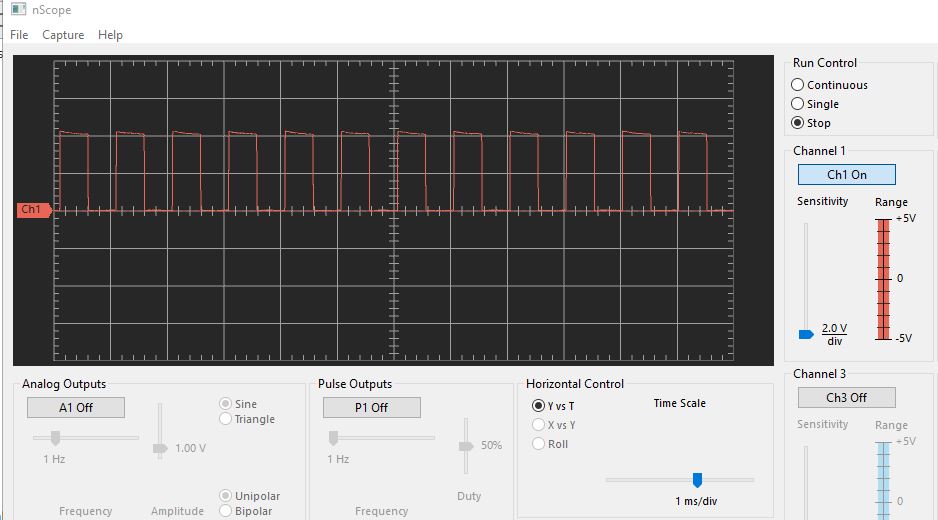 nScope
File Capture Help
Run Control
Continuous
Single
Stop
Channel 1
Ch1 On
Sensitivity Range
+5V
0
2.0 V
div
-5V
Ch1
Channel 3
Ch3 Off
Sensitivity Range
+5V
0
Analog Outputs
A1 Off
Sine
Triangle
1.00 V
1 Hz
Unipolar
Bipolar
Frequency Amplitude
Pulse Outputs
P1 Off
50%
1 Hz
Duty
Frequency
Horizontal Control
Y vs T
X vs Y
Roll
Time Scale
1 ms/div